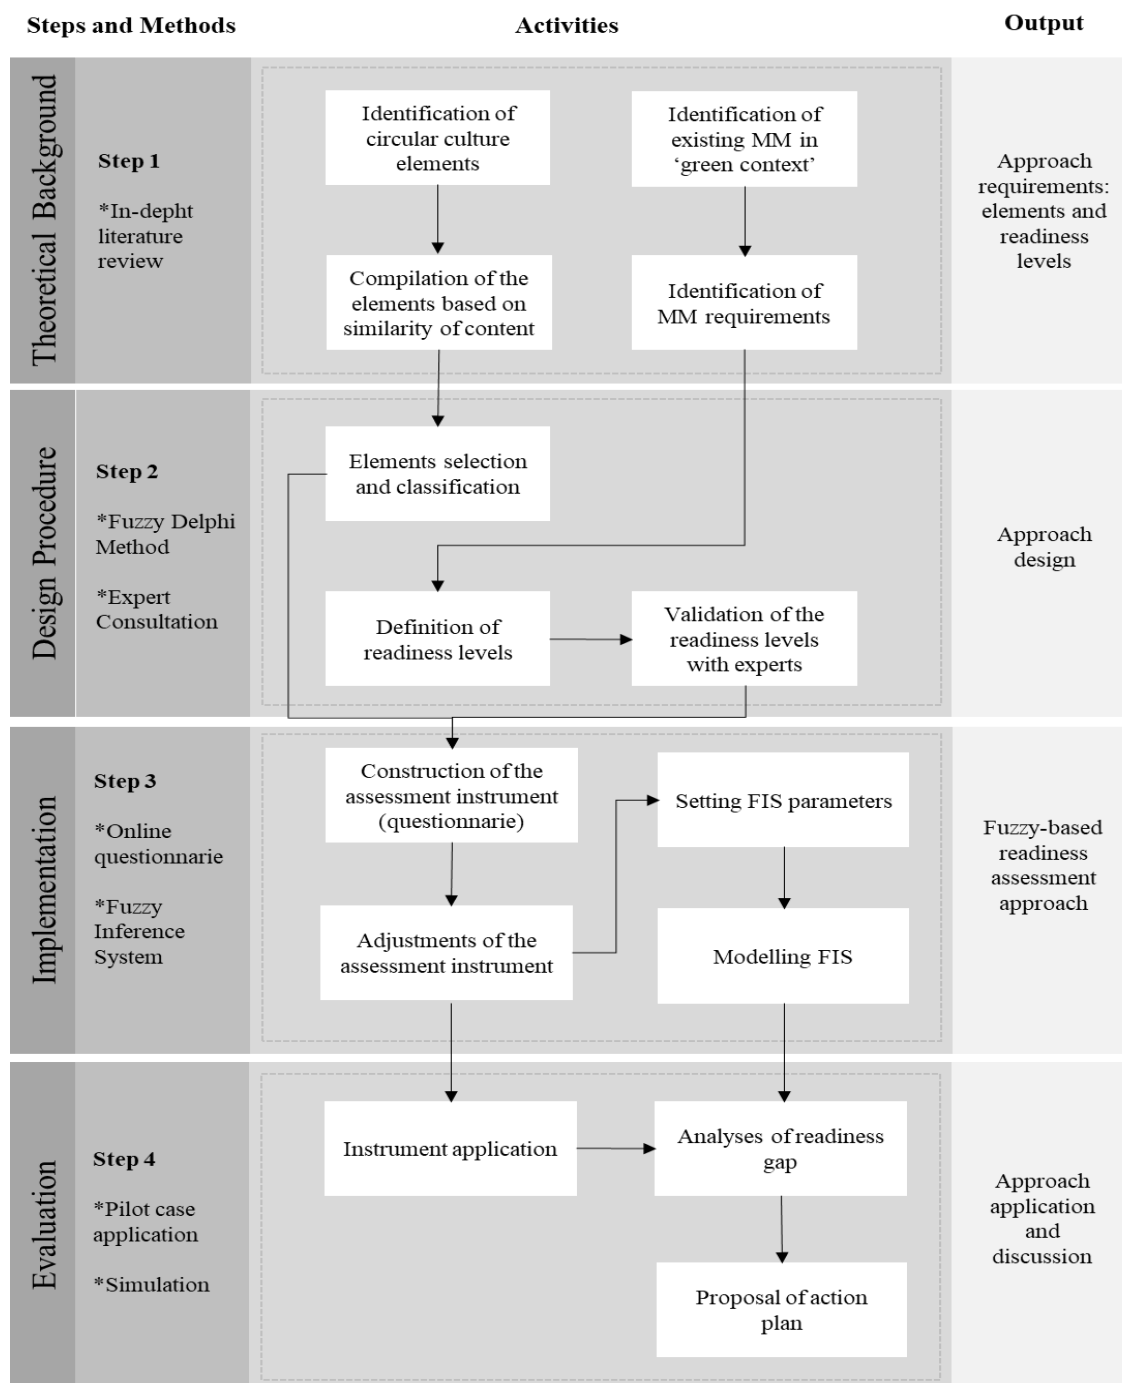 Steps and Methods
Activities
Output
Theoretical Background
Step 1
*In-depht
literature
review
Identification of
circular culture
elements
Identification of
existing MM in
‘green context’
Compilation of the
elements based on
similarity of content
Identification of
MM requirements
Approach
requirements:
elements and
readiness
levels
Design Procedure
Step 2
*Fuzzy Delphi
Method
*Expert
Consultation
Elements selection
and classification
Definition of
readiness levels
Validation of the
readiness levels
with experts
Approach
design
Implementation
Step 3
*Online
questionnarie
*Fuzzy
Inference
System
Construction of the
assessment instrument
(questionnarie)
Setting FIS parameters
Adjustments of the
assessment instrument
Modelling FIS
Fuzzy-based
readiness
assessment
approach
Evaluation
Step 4
*Pilot case
application
*Simulation
Instrument application
Analyses of readiness
gap
Proposal of action
plan
Approach
application
and
discussion